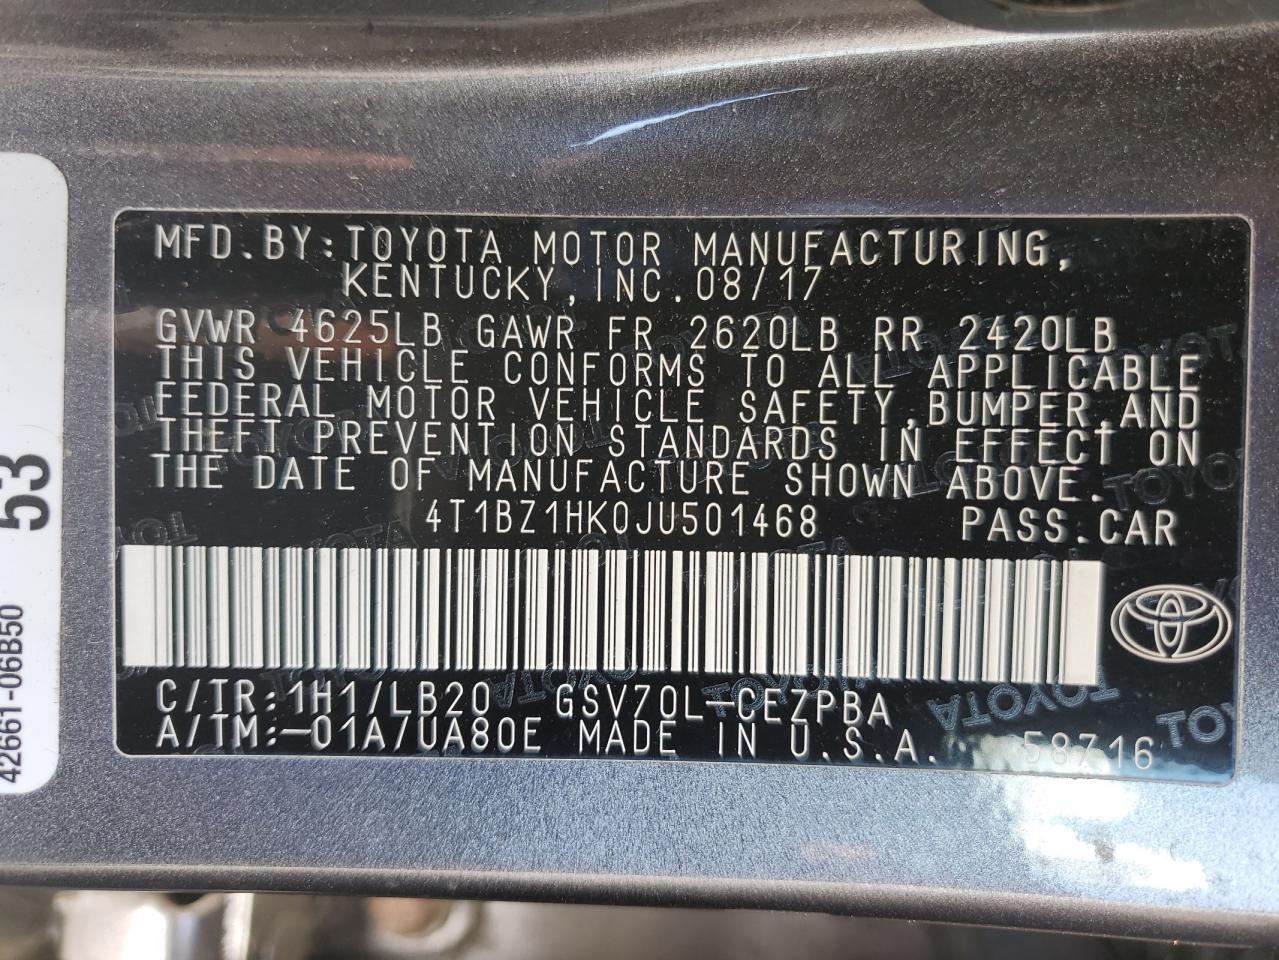 MFD.BY:TOYOTA MOTOR MANUFACTURING,
KENTUCKY,INC.08/17
GVWR 4625LB GAWR FR 2620LB RR 2420LB
THIS VEHICLE CONFORMS TO ALL APPLICABLE
FEDERAL MOTOR VEHICLE SAFETY,BUMPER,AND
THEFT PREVENTION STANDARDS IN EFFECT ON
THE DATE OF MANUFACTURE SHOWN ABOVE.
4T1BZ1HK0JU501468 PASS.CAR
C/TR:1H1/LB20 GSV70L-CEZPBA
A/TM:-01A/UA80E MADE IN U.S.A. 58716
53
42661-06B50